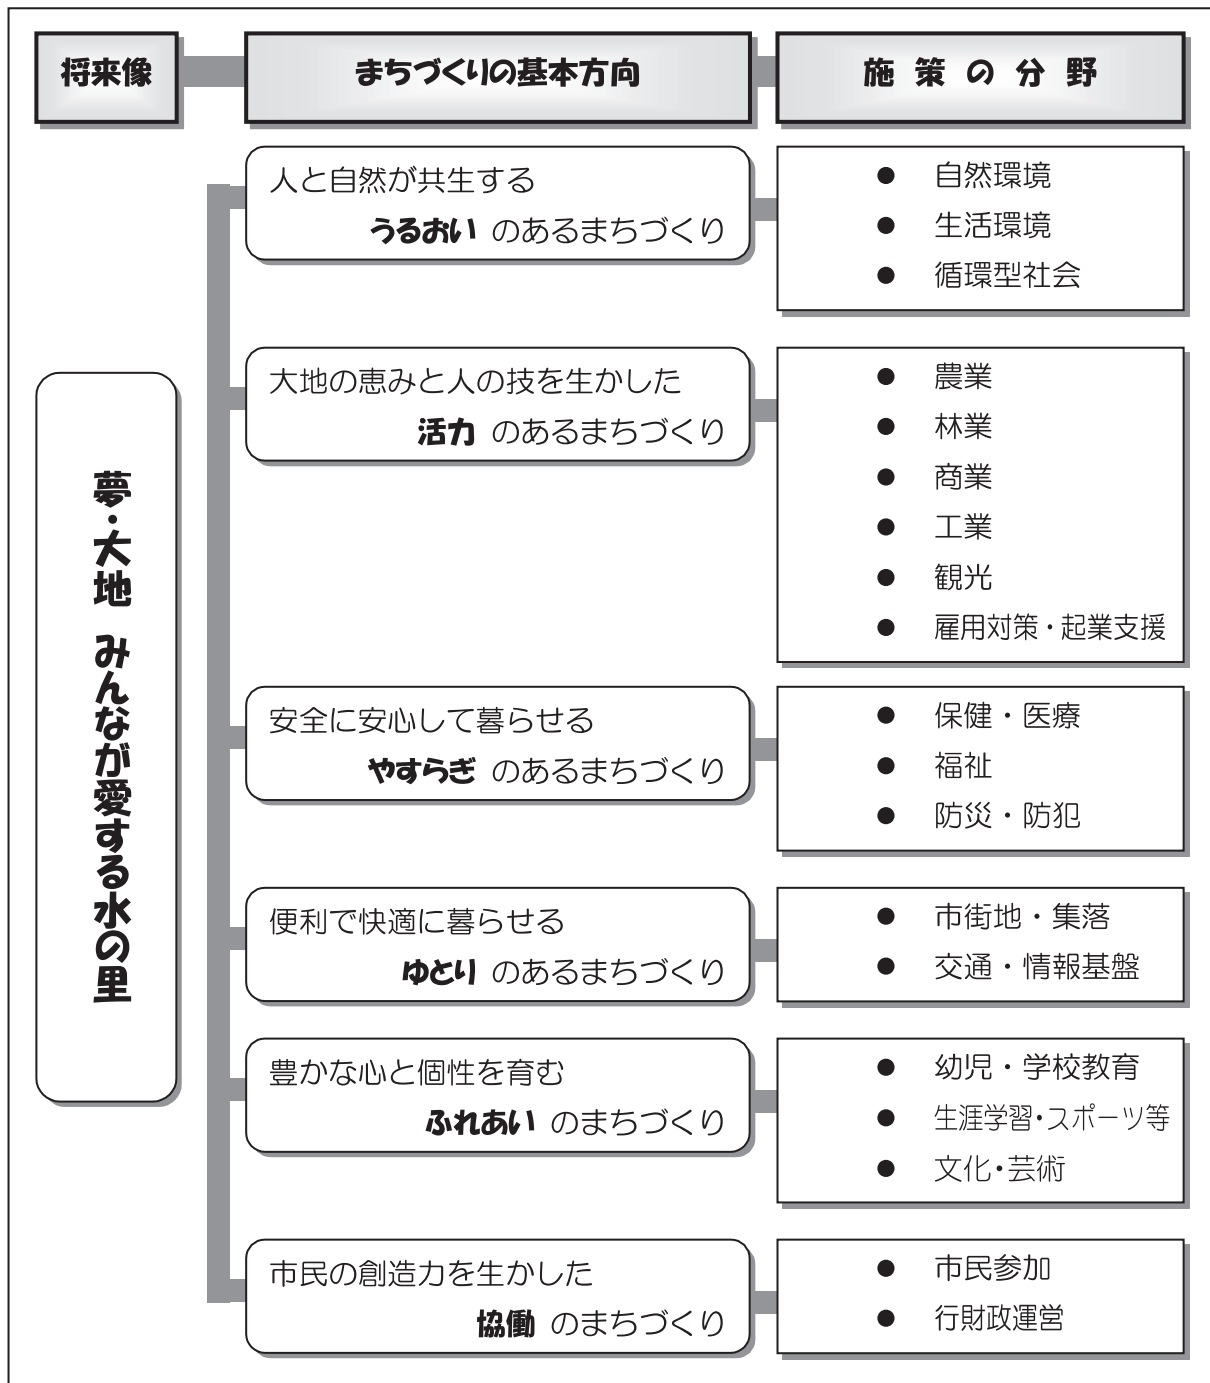 将来像
まちづくりの基本方向
施策の分野
夢・大地 みんなが愛する水の里
人と自然が共生する
うるおい のあるまちづくり
● 自然環境
● 生活環境
● 循環型社会
大地の恵みと人の技を生かした
活力 のあるまちづくり
● 農業
● 林業
● 商業
● 工業
● 観光
● 雇用対策・起業支援
安全に安心して暮らせる
やすらぎ のあるまちづくり
● 保健・医療
● 福祉
● 防災・防犯
便利で快適に暮らせる
ゆとり のあるまちづくり
● 市街地・集落
● 交通・情報基盤
豊かな心と個性を育む
ふれあい のまちづくり
● 幼児・学校教育
● 生涯学習・スポーツ等
● 文化・芸術
市民の創造力を生かした
協働 のまちづくり
● 市民参加
● 行財政運営